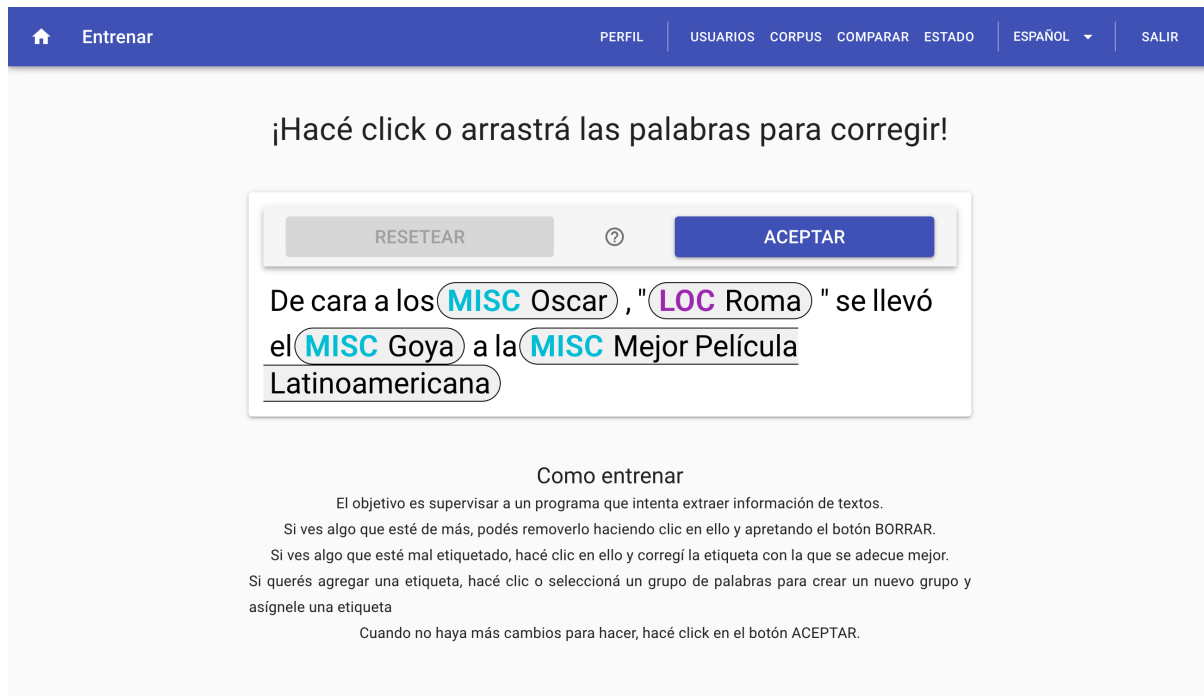 Entrenar PERFIL USUARIOS CORPUS COMPARAR ESTADO ESPAÑOL SALIR
¡Hacé click o arrastrá las palabras para corregir!
RESETEAR ? ACEPTAR
De cara a los MISC Oscar , " LOC Roma " se llevó
el MISC Goya a la MISC Mejor Película
Latinoamericana
Como entrenar
El objetivo es supervisar a un programa que intenta extraer información de textos.
Si ves algo que esté de más, podés removerlo haciendo clic en ello y apretando el botón BORRAR.
Si ves algo que esté mal etiquetado, hacé clic en ello y corregí la etiqueta con la que se adecue mejor.
Si querés agregar una etiqueta, hacé clic o seleccioná un grupo de palabras para crear un nuevo grupo y
asígnele una etiqueta
Cuando no haya más cambios para hacer, hacé click en el botón ACEPTAR.